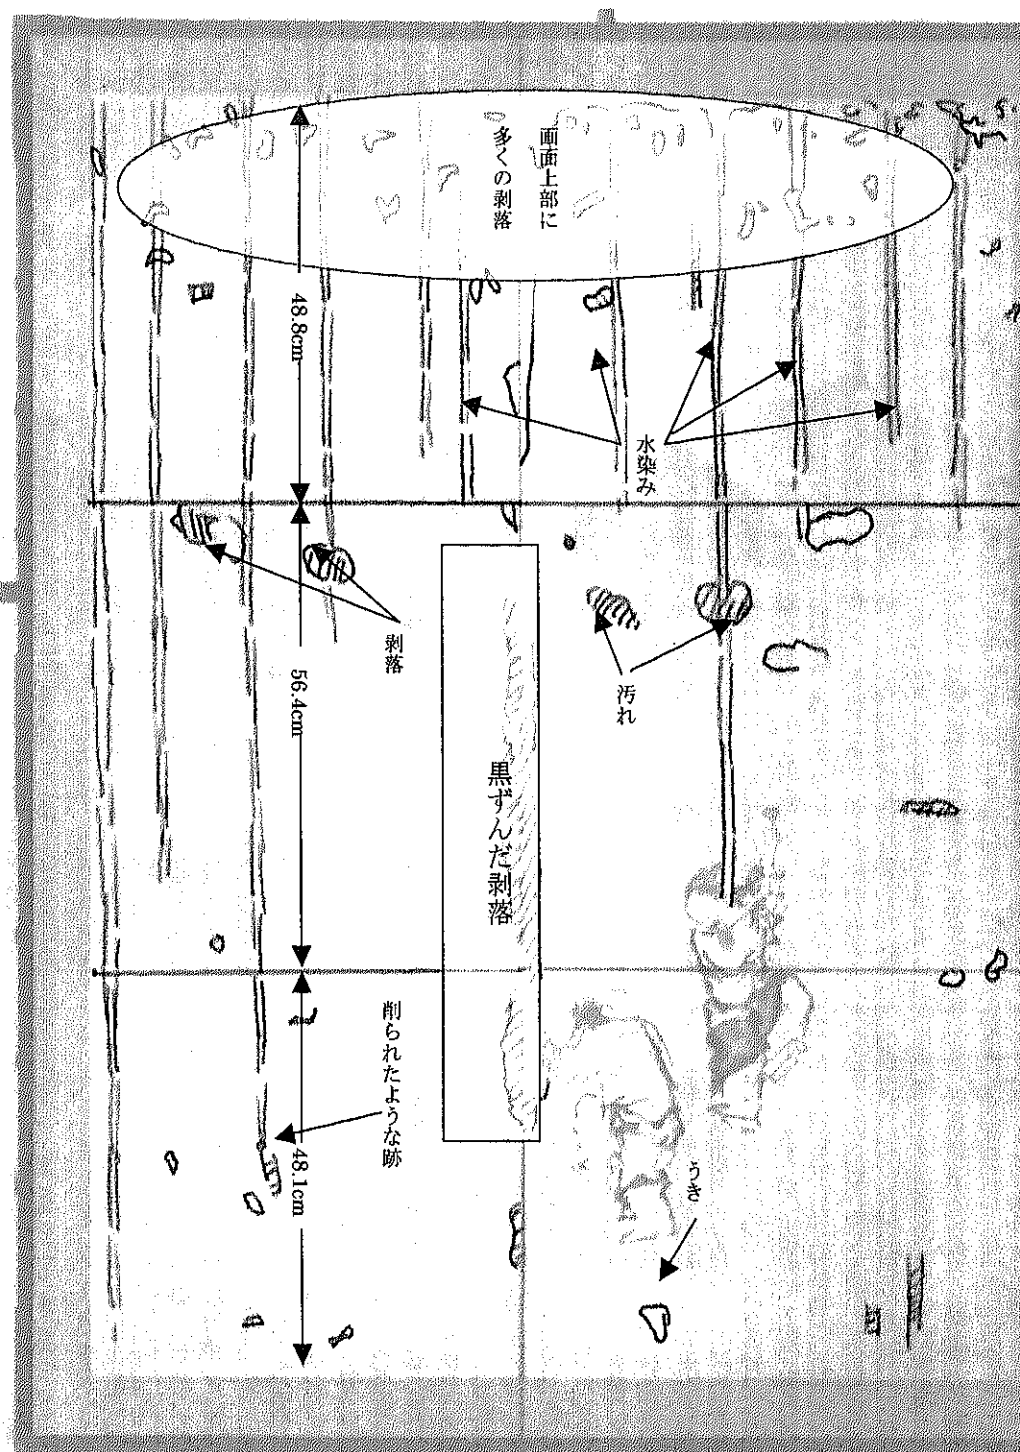 画面上部に
多くの剥落
48.8cm
水染み
剥落
56.4cm
汚れ
黒ずんだ剥落
削られたような跡
48.1cm
うき